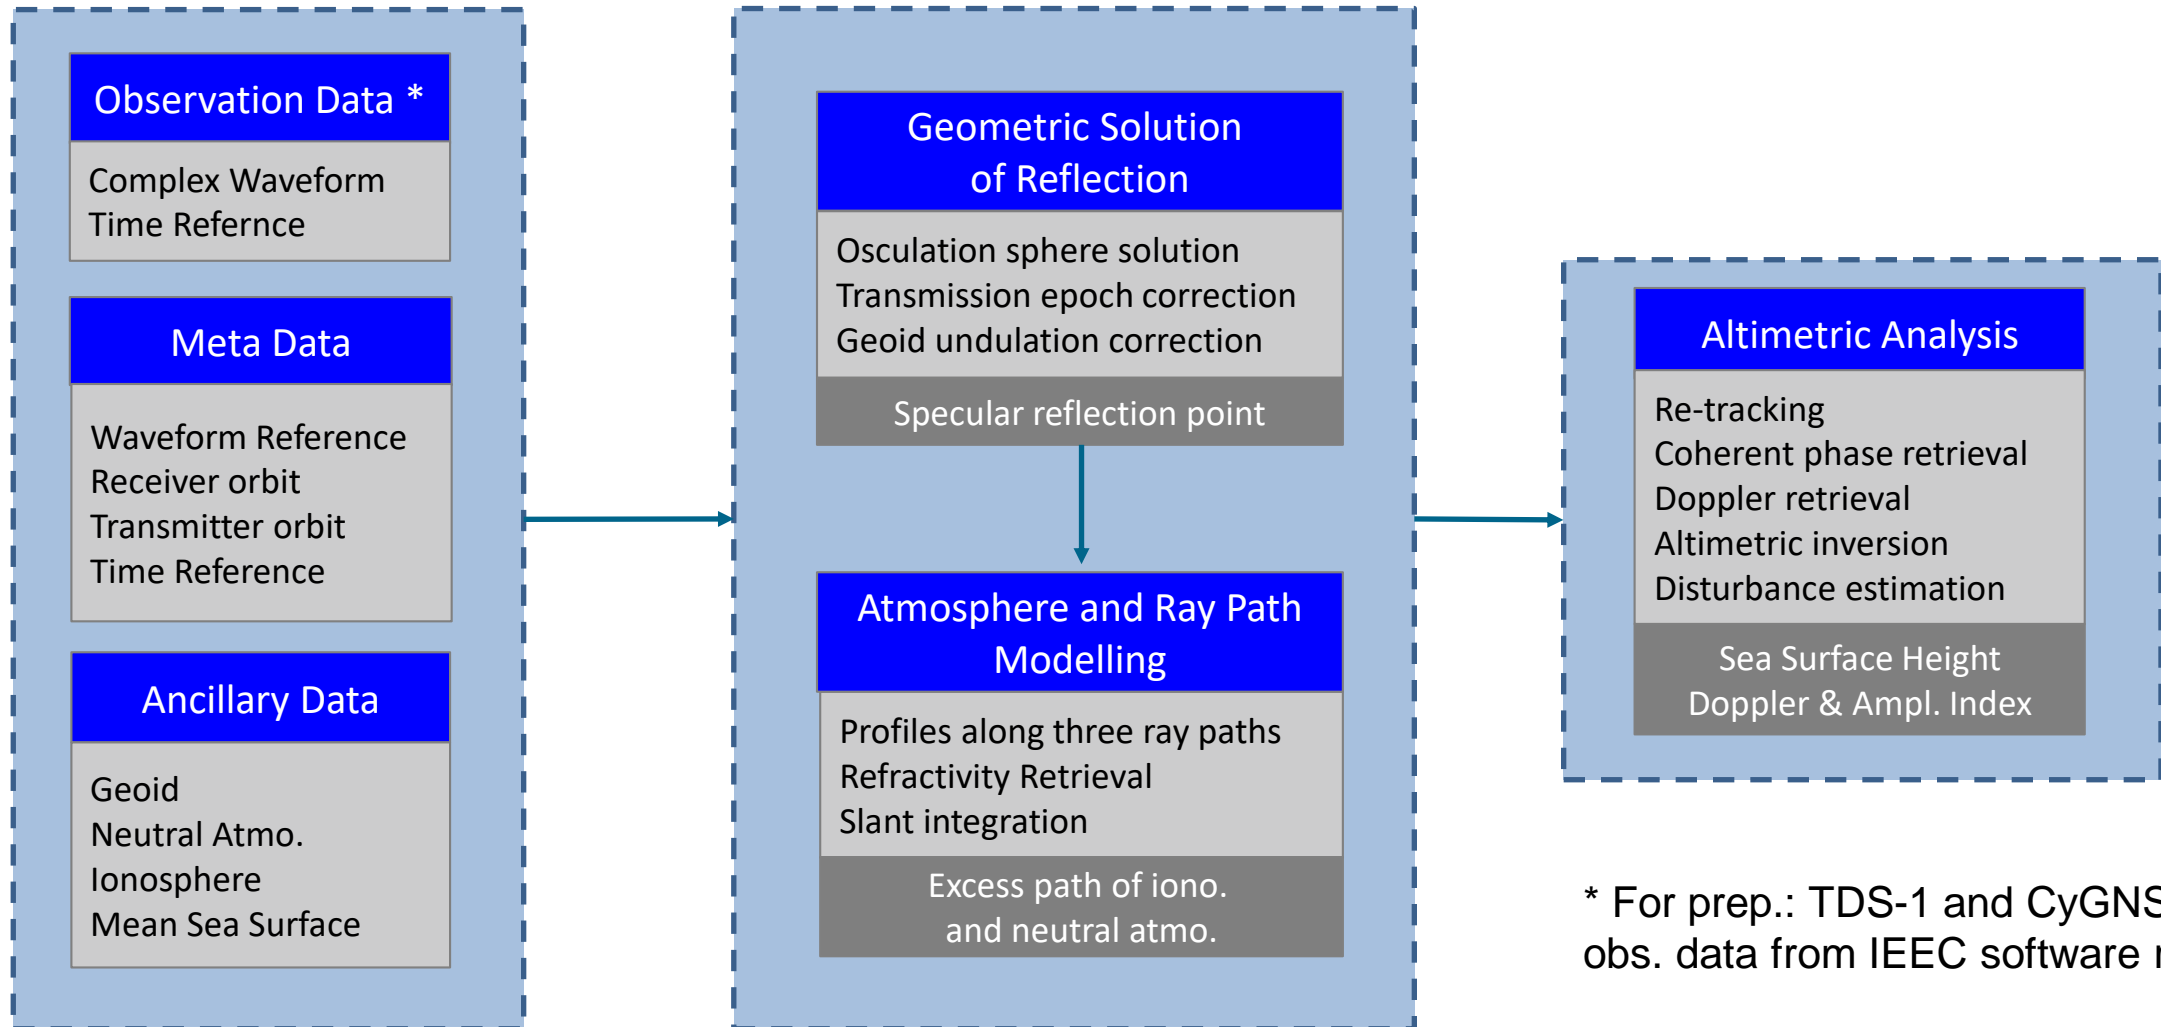 Observation Data *
Complex Waveform
Time Refernce
Meta Data
Waveform Reference
Receiver orbit
Transmitter orbit
Time Reference
Ancillary Data
Geoid
Neutral Atmo.
Ionosphere
Mean Sea Surface
Geometric Solution
of Reflection
Osculation sphere solution
Transmission epoch correction
Geoid undulation correction
Specular reflection point
Atmosphere and Ray Path
Modelling
Profiles along three ray paths
Refractivity Retrieval
Slant integration
Excess path of iono.
and neutral atmo.
Altimetric Analysis
Re-tracking
Coherent phase retrieval
Doppler retrieval
Altimetric inversion
Disturbance estimation
Sea Surface Height
Doppler & Ampl. Index
* For prep.: TDS-1 and
obs. data from IEEC software